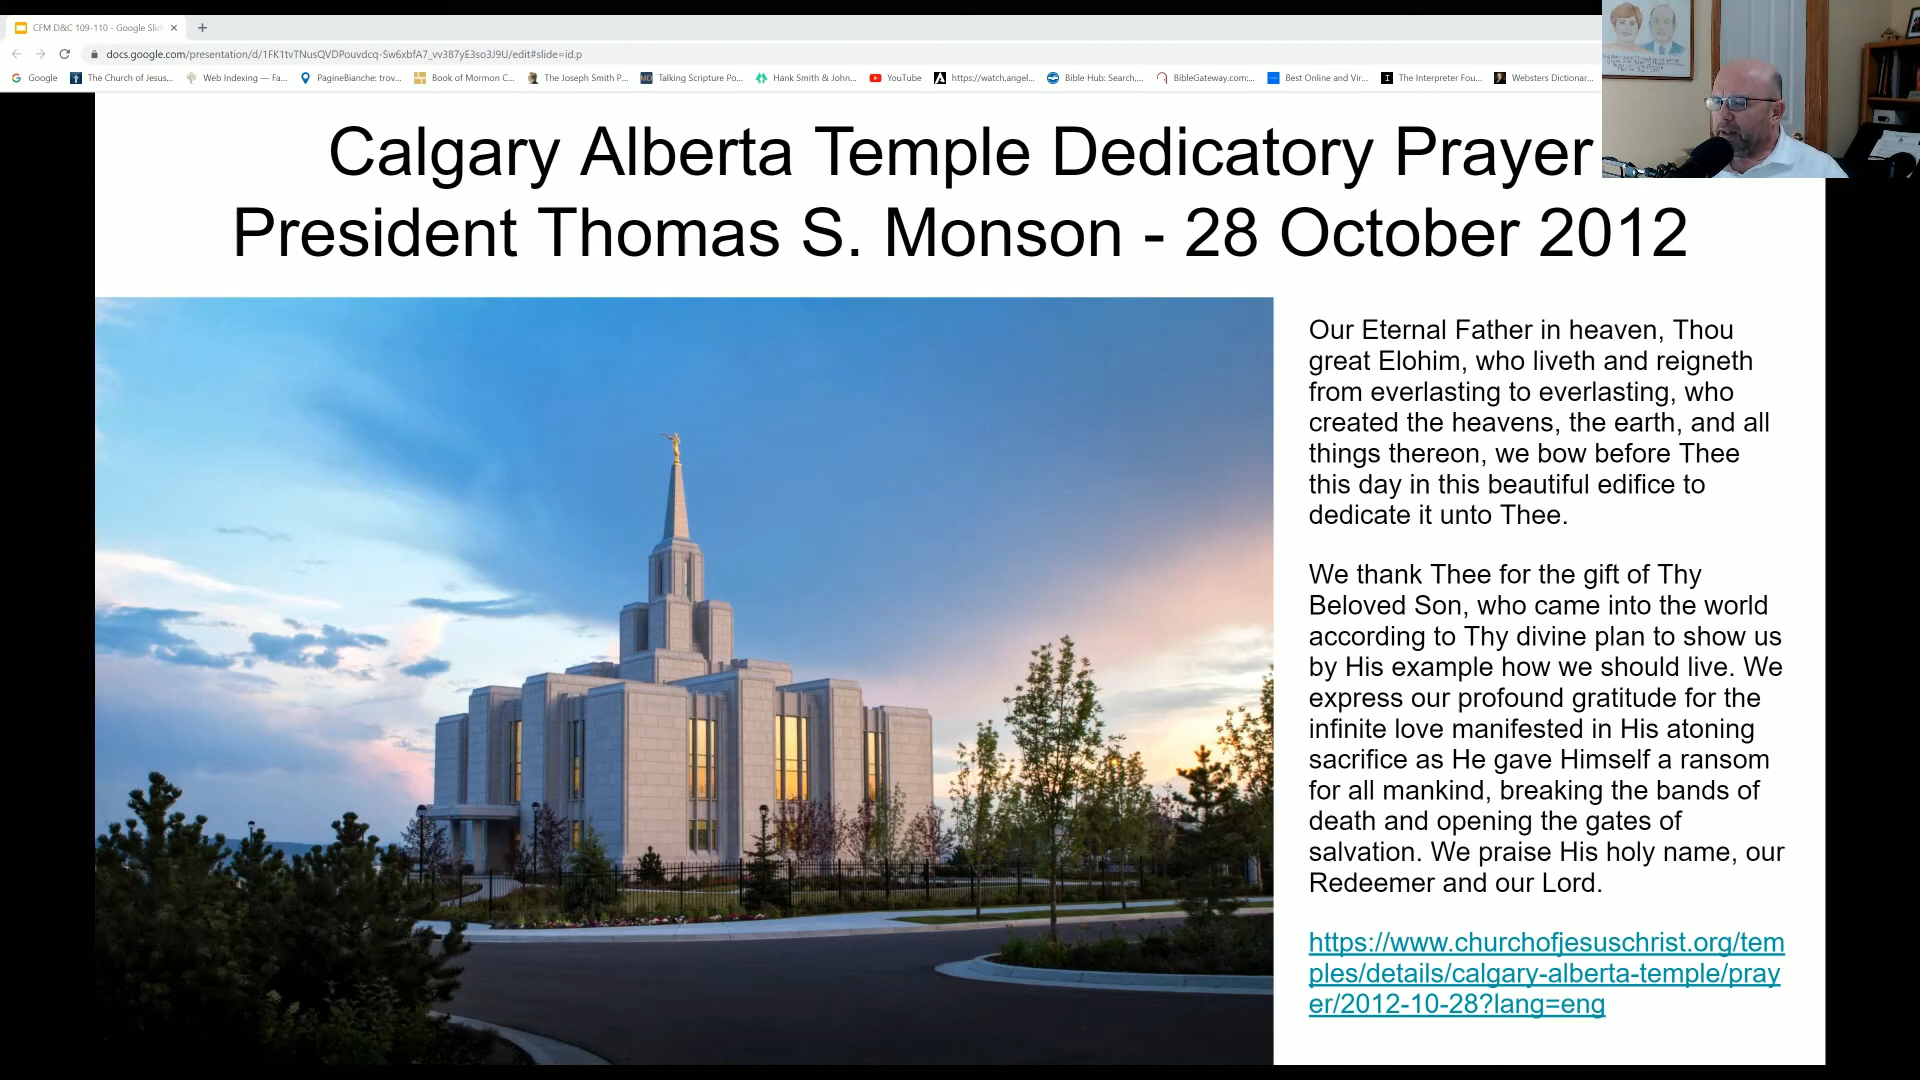 CFM D&C 109-110 - Google Slid
docs.google.com/presentation/d/1FK1tvTNusQVDPouvdcq-Sw6xbfA7_vv387yE3so3J9U/edit#slide=id.p
Google The Church of Jesus... Web Indexing — Fa... PagineBianche: trov... Book of Mormon C... The Joseph Smith P... Talking Scripture Po... Hank Smith & John... YouTube https://watch.angel... Bible Hub: Search,... BibleGateway.com:... Best Online and Vir... The Interpreter Fou... Websters Dictionar...
Calgary Alberta Temple Dedicatory Prayer
President Thomas S. Monson - 28 October 2012
Our Eternal Father in heaven, Thou
great Elohim, who liveth and reigneth
from everlasting to everlasting, who
created the heavens, the earth, and all
things thereon, we bow before Thee
this day in this beautiful edifice to
dedicate it unto Thee.
We thank Thee for the gift of Thy
Beloved Son, who came into the world
according to Thy divine plan to show us
by His example how we should live. We
express our profound gratitude for the
infinite love manifested in His atoning
sacrifice as He gave Himself a ransom
for all mankind, breaking the bands of
death and opening the gates of
salvation. We praise His holy name, our
Redeemer and our Lord.
https://www.churchofjesuschrist.org/tem
ples/details/calgary-alberta-temple/pray
er/2012-10-28?lang=eng